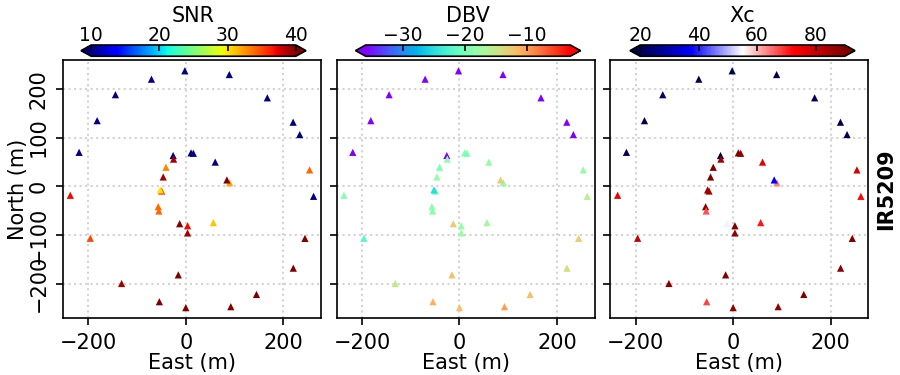 SNR DBV Xc
10 20 30 40 −30 −20 −10 20 40 60 80
200
100
0
−100
−200
North (m)
IR5209
−200 0 200 −200 0 200 −200 0 200
East (m) East (m) East (m)